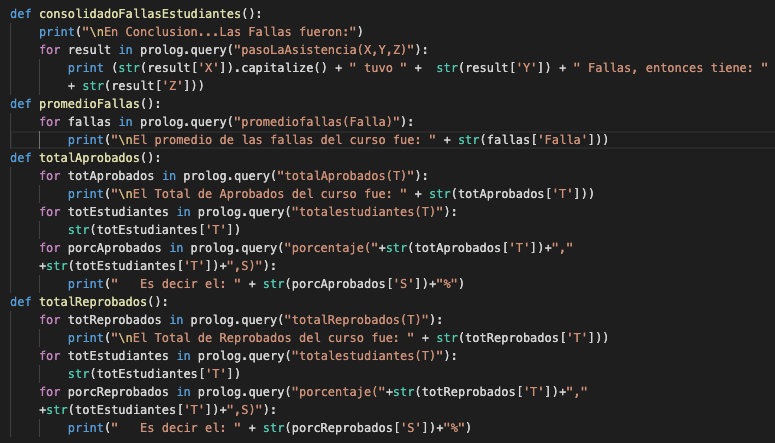 def consolidadoFallasEstudiantes():
    print("\nEn Conclusion...Las Fallas fueron:")
    for result in prolog.query("pasoLaAsistencia(X,Y,Z)"):
        print (str(result['X']).capitalize() + " tuvo " +  str(result['Y']) + " Fallas, entonces tiene: "
        + str(result['Z']))
def promedioFallas():
    for fallas in prolog.query("promediofallas(Falla)"):
        print("\nEl promedio de las fallas del curso fue: " + str(fallas['Falla']))
def totalAprobados():
    for totAprobados in prolog.query("totalAprobados(T)"):
        print("\nEl Total de Aprobados del curso fue: " + str(totAprobados['T']))
    for totEstudiantes in prolog.query("totalestudiantes(T)"):
        str(totEstudiantes['T'])
    for porcAprobados in prolog.query("porcentaje("+str(totAprobados['T'])+","
    +str(totEstudiantes['T'])+",S)"):
        print("   Es decir el: " + str(porcAprobados['S'])+"%")
def totalReprobados():
    for totReprobados in prolog.query("totalReprobados(T)"):
        print("\nEl Total de Reprobados del curso fue: " + str(totReprobados['T']))
    for totEstudiantes in prolog.query("totalestudiantes(T)"):
        str(totEstudiantes['T'])
    for porcReprobados in prolog.query("porcentaje("+str(totReprobados['T'])+","
    +str(totEstudiantes['T'])+",S)"):
        print("   Es decir el: " + str(porcReprobados['S'])+"%")